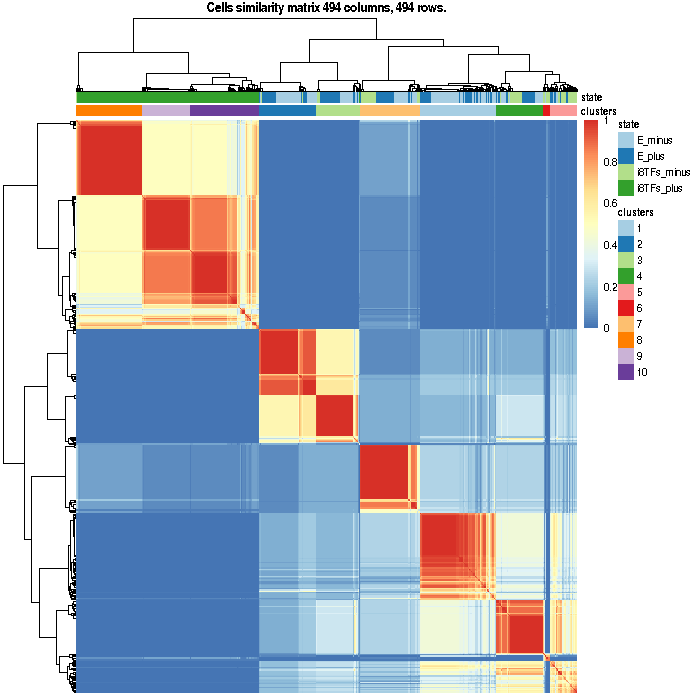 Cells similarity matrix 494 columns, 494 rows.
state
clusters
1
0.8
0.6
0.4
0.2
0
state
E_minus
E_plus
i8TFs_minus
i8TFs_plus
clusters
1
2
3
4
5
6
7
8
9
10